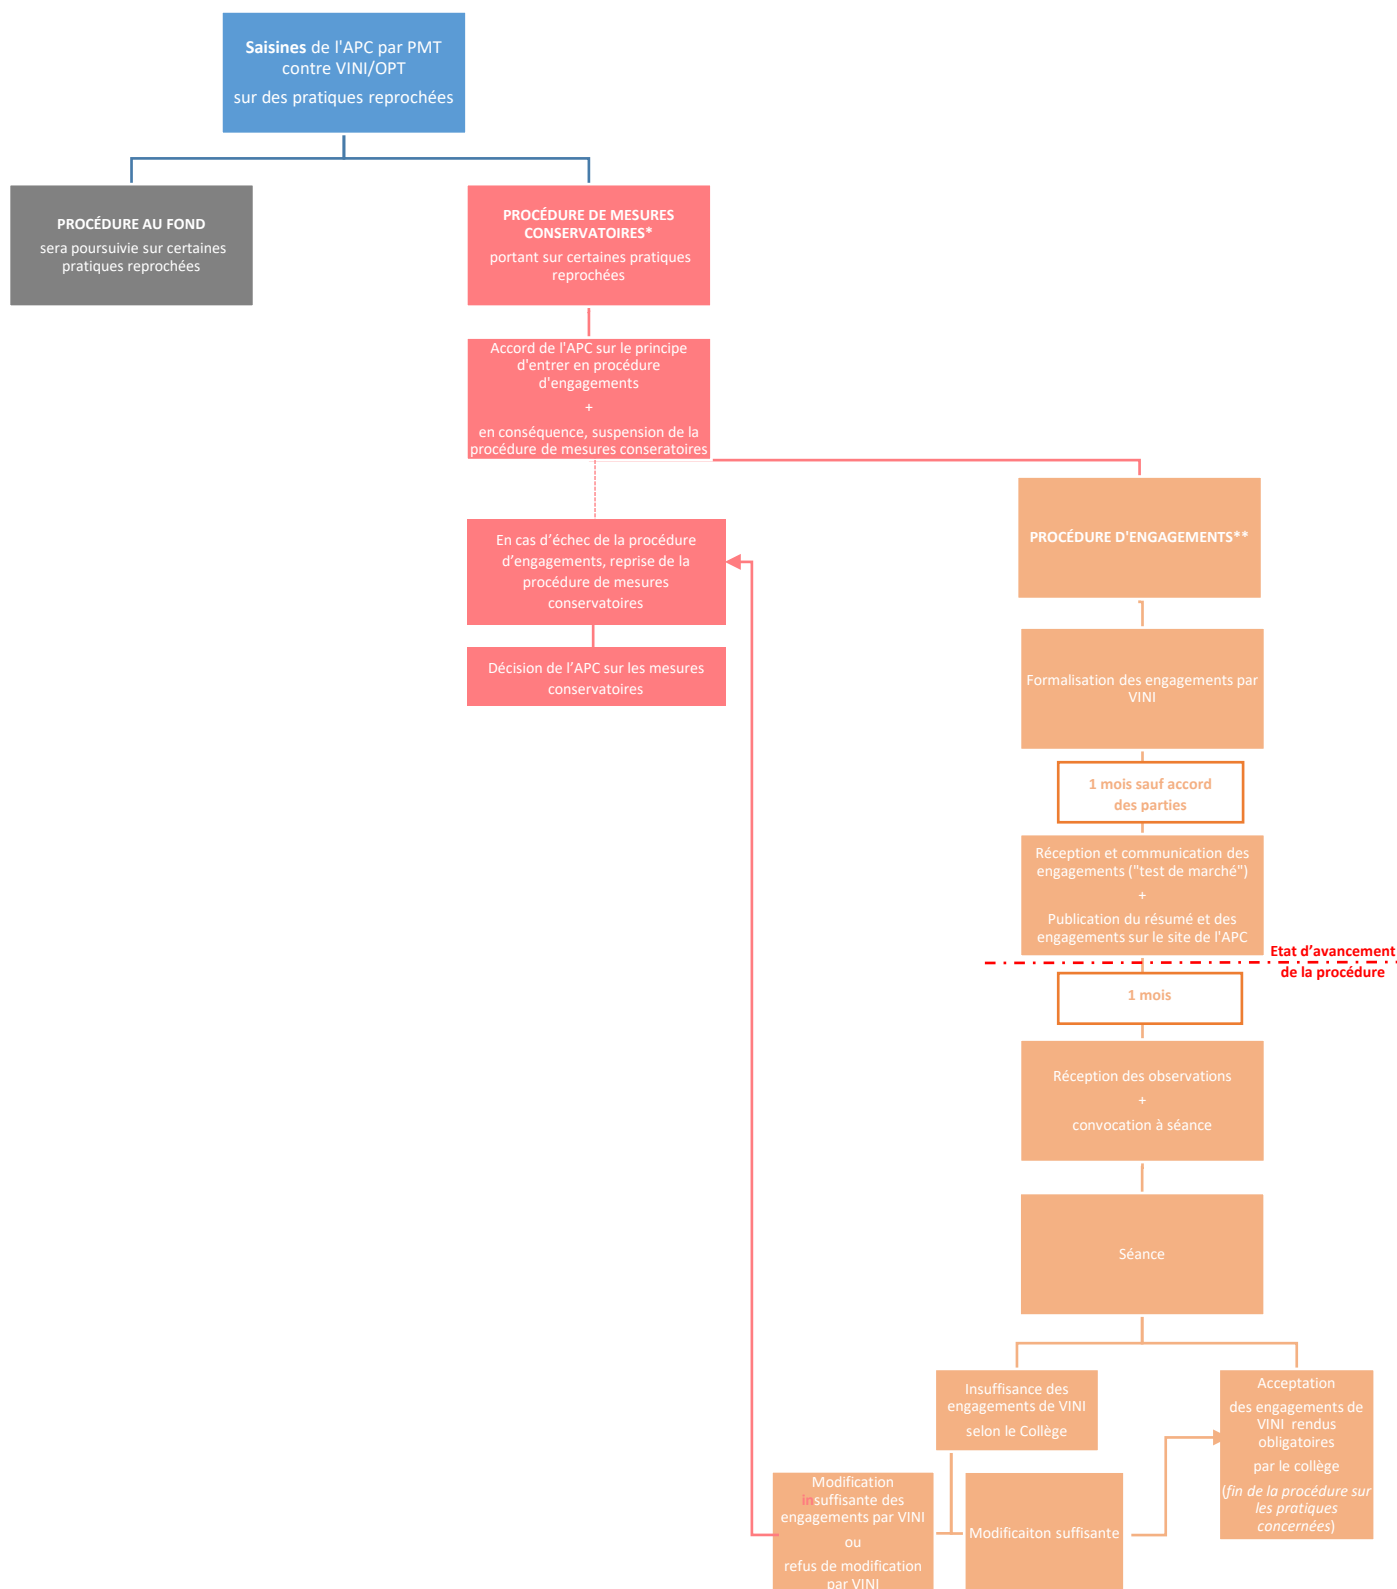 Saisines de l'APC par PMT
contre VINI/OPT
sur des pratiques reprochées
PROCÉDURE AU FOND
sera poursuivie sur certaines
pratiques reprochées
PROCÉDURE DE MESURES
CONSERVATOIRES*
portant sur certaines pratiques
reprochées
Accord de l'APC sur le principe
d'entrer en procédure
d'engagements
+
en conséquence, suspension de la
procédure de mesures conseratoires
En cas d’échec de la procédure
d’engagements, reprise de la
procédure de mesures
conservatoires
Décision de l’APC sur les mesures
conservatoires
PROCÉDURE D'ENGAGEMENTS**
Formalisation des engagements par
VINI
1 mois sauf accord
des parties
Réception et communication des
engagements ("test de marché")
+
Publication du résumé et des
engagements sur le site de l'APC
Etat d’avancement
de la procédure
1 mois
Réception des observations
+
convocation à séance
Séance
Insuffisance des
engagements de VINI
selon le Collège
Acceptation
des engagements de
VINI rendus
obligatoires
par le collège
(fin de la procédure sur
les pratiques
concernées)
Modification
insuffisante des
engagements par VINI
ou
refus de modification
par VINI
Modificaiton suffisante